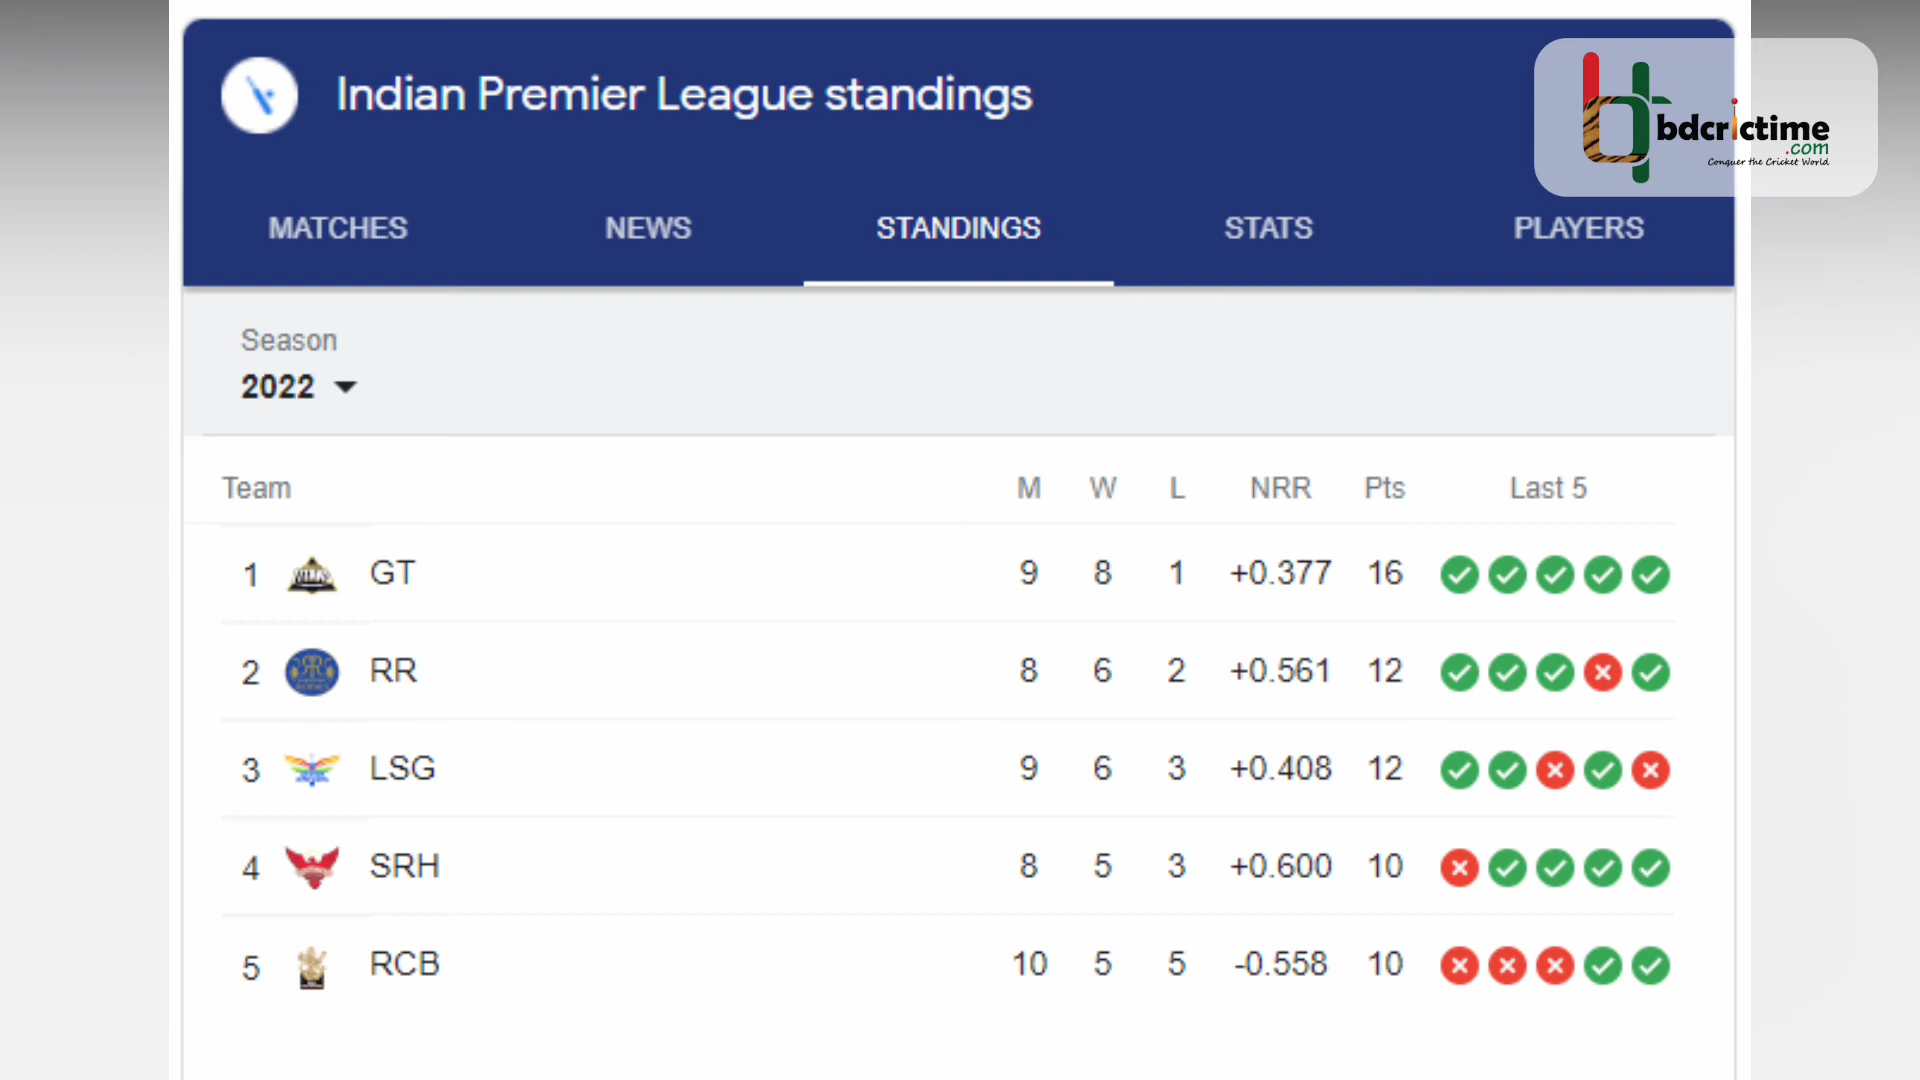 Indian Premier League standings
bdcrictime
.com
Conquer the Cricket World
MATCHES NEWS STANDINGS STATS PLAYERS
Season
2022
Team M W L NRR Pts Last 5
1 GT 9 8 1 +0.377 16
2 RR 8 6 2 +0.561 12
3 LSG 9 6 3 +0.408 12
4 SRH 8 5 3 +0.600 10
5 RCB 10 5 5 -0.558 10